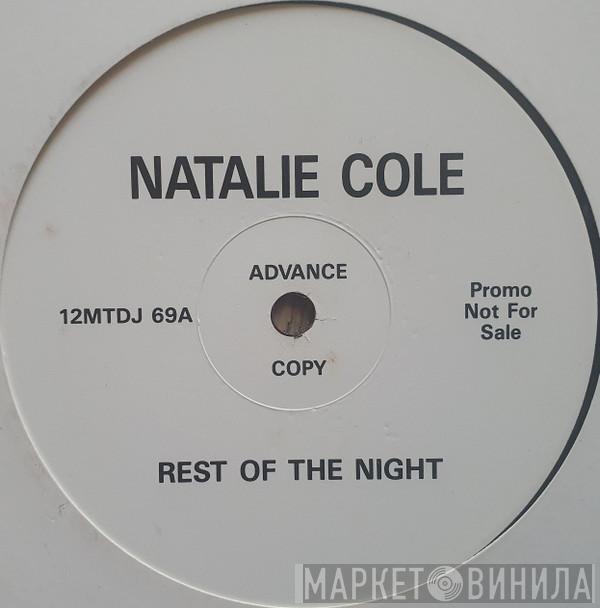 NATALIE COLE
ADVANCE
12MTDJ 69A
Promo
Not For
Sale
COPY
REST OF THE NIGHT
МАРКЕТ ВИНИЛА